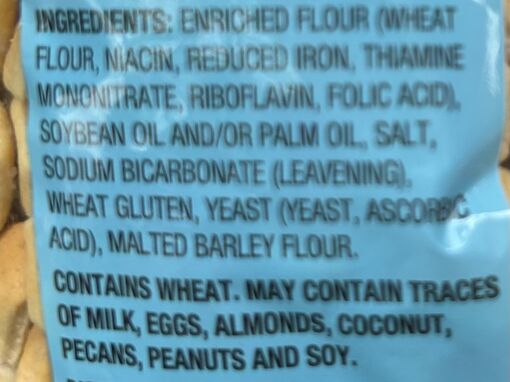 INGREDIENTS: ENRICHED FLOUR (WHEAT
FLOUR, NIACIN, REDUCED IRON, THIAMINE
MONONITRATE, RIBOFLAVIN, FOLIC ACID),
SOYBEAN OIL AND/OR PALM OIL, SALT,
SODIUM BICARBONATE (LEAVENING),
WHEAT GLUTEN, YEAST (YEAST, ASCORBIC
ACID), MALTED BARLEY FLOUR.
CONTAINS WHEAT. MAY CONTAIN TRACES
OF MILK, EGGS, ALMONDS, COCONUT,
PECANS, PEANUTS AND SOY.